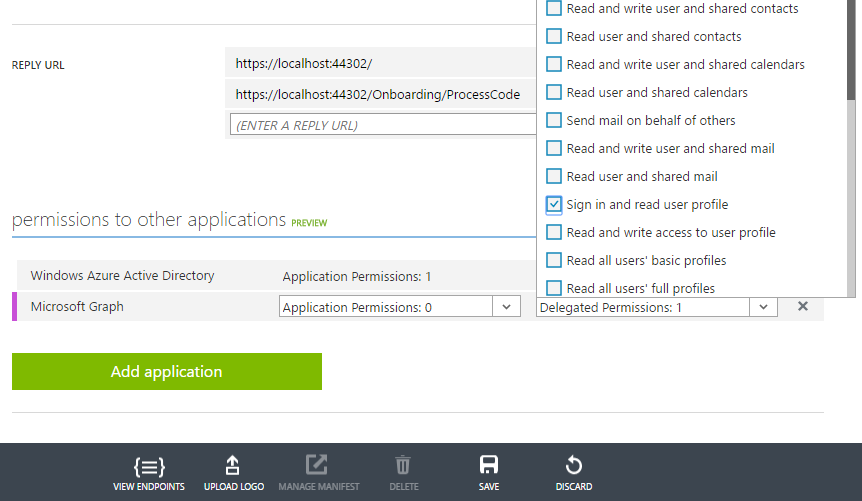 Read and write user and shared contacts
Read user and shared contacts
Read and write user and shared calendars
Read user and shared calendars
Send mail on behalf of others
Read and write user and shared mail
Read user and shared mail
Sign in and read user profile
Read and write access to user profile
Read all users' basic profiles
Read all users' full profiles
REPLY URL
https://localhost:44302/
https://localhost:44302/Onboarding/ProcessCode
(ENTER A REPLY URL)
permissions to other applications PREVIEW
Windows Azure Active Directory Application Permissions: 1
Microsoft Graph Application Permissions: 0 Delegated Permissions: 1
Add application
VIEW ENDPOINTS UPLOAD LOGO MANAGE MANIFEST DELETE SAVE DISCARD